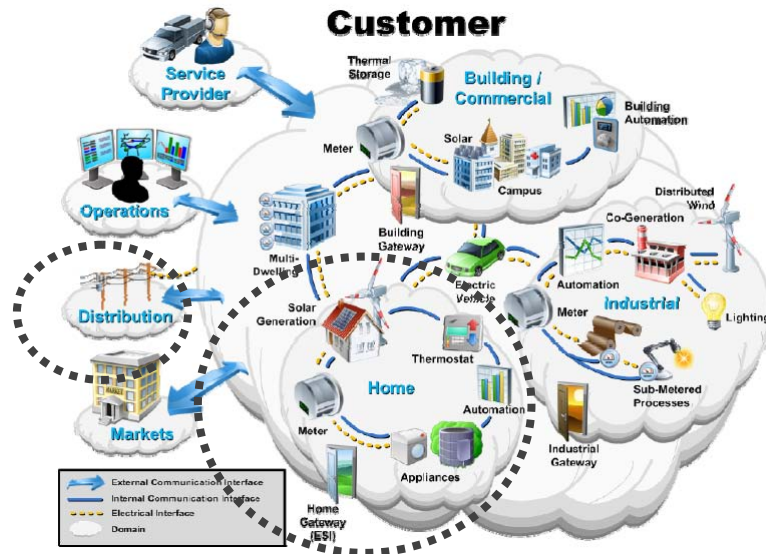 Customer
Service
Provider
Thermal
Storage
Building /
Commercial
Building
Automation
Meter
Solar
Campus
Operations
Multi-
Dwelling
Building
Gateway
Electric
Vehicle
Distributed
Wind
Co-Generation
Automation
Industrial
Meter
Lighting
Sub-Metered
Processes
Industrial
Gateway
Distribution
Solar
Generation
Thermostat
Home
Automation
Meter
Appliances
Home
Gateway
(ESI)
MARKET
Markets
External Communication Interface
Internal Communication Interface
Electrical Interface
Domain